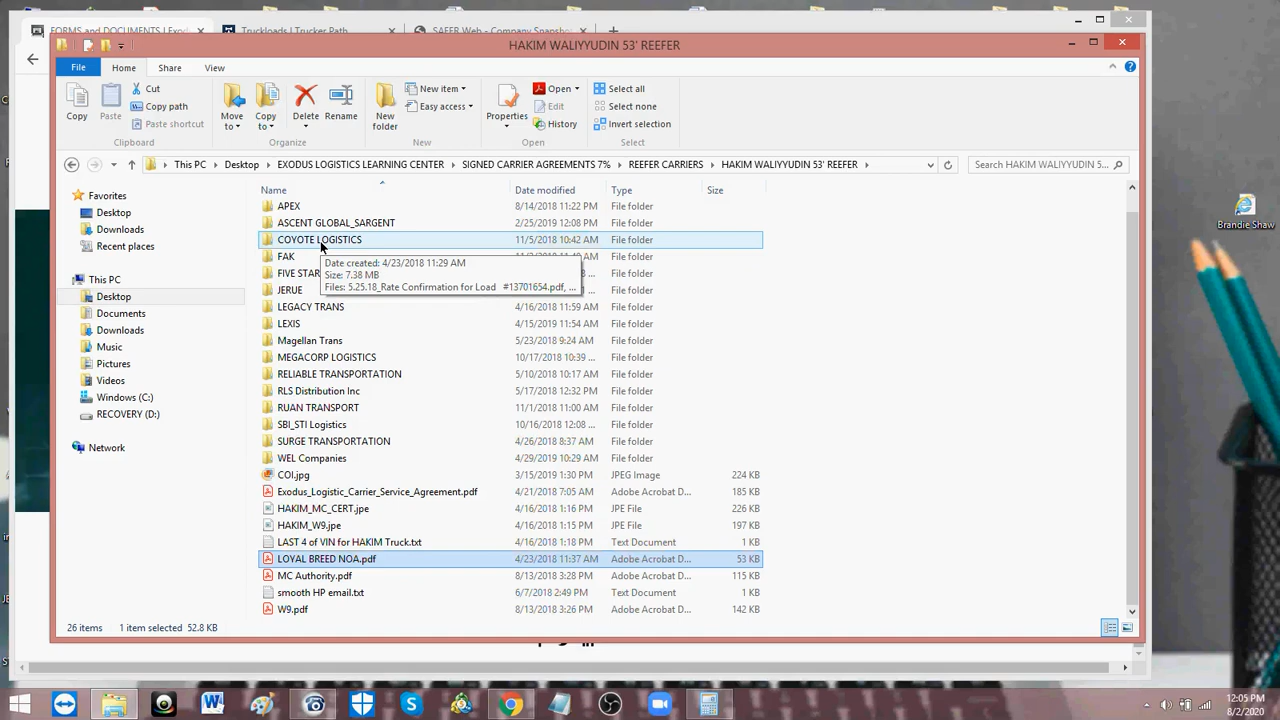 FORMS and DOCUMENTS | Exod
Truckloads | Trucker Path
SAFER Web - Company Snapshot
HAKIM WALIYYUDIN 53' REEFER
File
Home
Share
View
Copy
Paste
Cut
Copy path
Paste shortcut
Clipboard
Move to
Copy to
Delete
Rename
Organize
New folder
New item
Easy access
New
Properties
Open
Edit
History
Open
Select all
Select none
Invert selection
Select
This PC
Desktop
EXODUS LOGISTICS LEARNING CENTER
SIGNED CARRIER AGREEMENTS 7%
REEFER CARRIERS
HAKIM WALIYYUDIN 53' REEFER
Search HAKIM WALIYYUDIN 5...
Name Date modified Type Size
APEX 8/14/2018 11:22 PM File folder
ASCENT GLOBAL_SARGENT 2/25/2019 12:08 PM File folder
COYOTE LOGISTICS 11/5/2018 10:42 AM File folder
FAK File folder
FIVE STAR File folder
JERUE File folder
Date created: 4/23/2018 11:29 AM
Size: 7.38 MB
Files: 5.25.18_Rate Confirmation for Load #13701654.pdf, ...
LEGACY TRANS 4/16/2018 11:59 AM File folder
LEXIS 4/15/2019 11:54 AM File folder
Magellan Trans 5/23/2018 9:24 AM File folder
MEGACORP LOGISTICS 10/17/2018 10:39 ... File folder
RELIABLE TRANSPORTATION 5/10/2018 10:17 AM File folder
RLS Distribution Inc 5/17/2018 12:32 PM File folder
RUAN TRANSPORT 11/1/2018 11:00 AM File folder
SBI_STI Logistics 10/16/2018 12:08 ... File folder
SURGE TRANSPORTATION 4/26/2018 8:37 AM File folder
WEL Companies 4/29/2019 10:29 AM File folder
COI.jpg 3/15/2019 1:30 PM JPEG Image 224 KB
Exodus_Logistic_Carrier_Service_Agreement.pdf 4/21/2018 7:05 AM Adobe Acrobat D... 185 KB
HAKIM_MC_CERT.jpe 4/16/2018 1:16 PM JPE File 226 KB
HAKIM_W9.jpe 4/16/2018 1:15 PM JPE File 197 KB
LAST 4 of VIN for HAKIM Truck.txt 4/16/2018 1:18 PM Text Document 1 KB
LOYAL BREED NOA.pdf 4/23/2018 11:37 AM Adobe Acrobat D... 53 KB
MC Authority.pdf 8/13/2018 3:28 PM Adobe Acrobat D... 115 KB
smooth HP email.txt 6/7/2018 2:49 PM Text Document 1 KB
W9.pdf 8/13/2018 3:26 PM Adobe Acrobat D... 142 KB
Favorites
Desktop
Downloads
Recent places
This PC
Desktop
Documents
Downloads
Music
Pictures
Videos
Windows (C:)
RECOVERY (D:)
Network
26 items 1 item selected 52.8 KB
Brandie Shaw
12:05 PM
8/2/2020